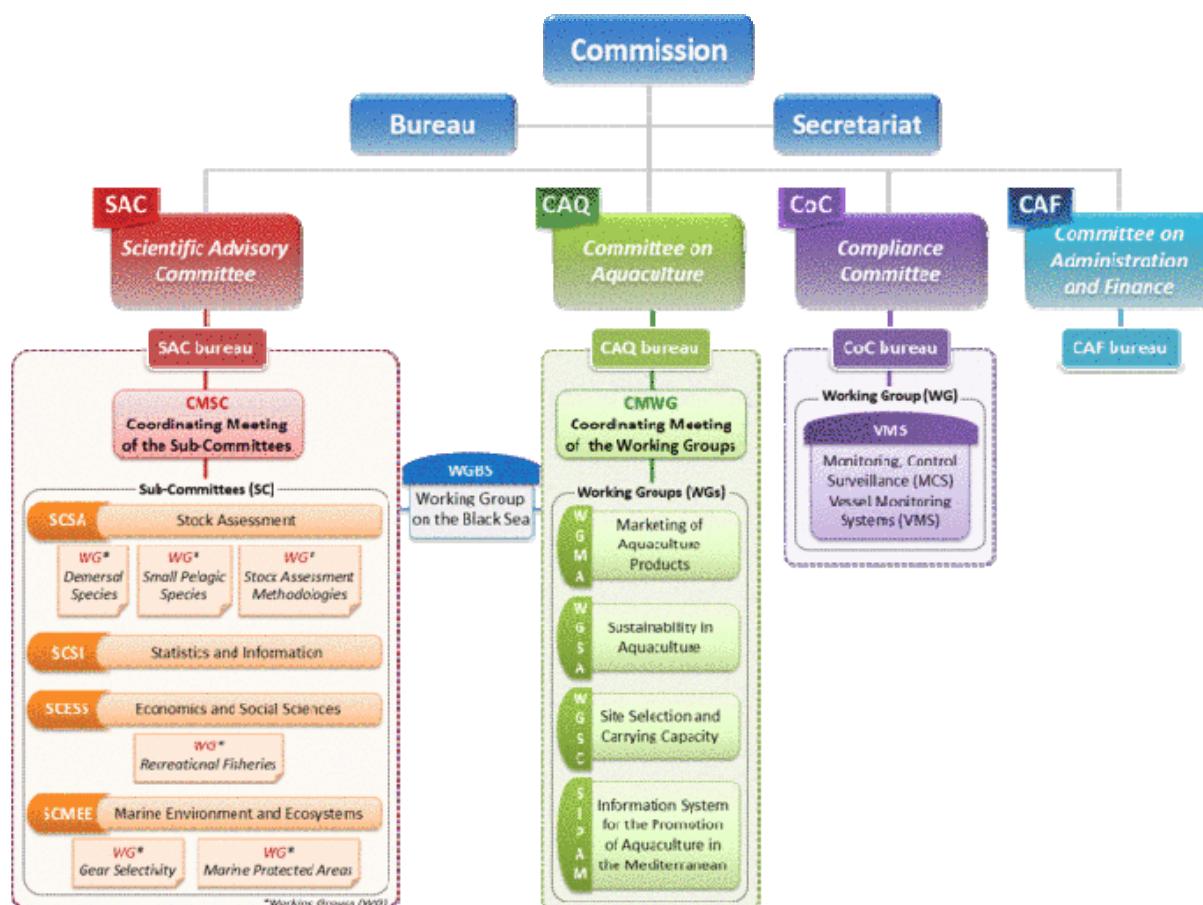 Commission
Bureau
Secretariat
SAC
Scientific Advisory
Committee
CAQ
Committee on
Aquaculture
CoC
Compliance
Committee
CAF
Committee on
Administration
and Finance
SAC bureau
CAQ bureau
CoC bureau
CAF bureau
CMSC
Coordinating Meeting
of the Sub-Committees
Sub-Committees (SC)
SCSA
Stock Assessment
WG*
Demersal
Species
WG*
Small Pelagic
Species
WG*
Stock Assessment
Methodologies
SCSI
Statistics and Information
SCESS
Economics and Social Sciences
WG*
Recreational Fisheries
SCMEE
Marine Environment and Ecosystems
WG*
Gear Selectivity
WG*
Marine Protected Areas
*Working Groups (WG)
WGBS
Working Group
on the Black Sea
CMWG
Coordinating Meeting
of the Working Groups
Working Groups (WGs)
WGMA
Marketing of
Aquaculture
Products
WGSA
Sustainability in
Aquaculture
WGSC
Site Selection and
Carrying Capacity
SIPAM
Information System
for the Promotion
of Aquaculture in
the Mediterranean
Working Group (WG)
VMS
Monitoring, Control
Surveillance (MCS)
Vessel Monitoring
Systems (VMS)